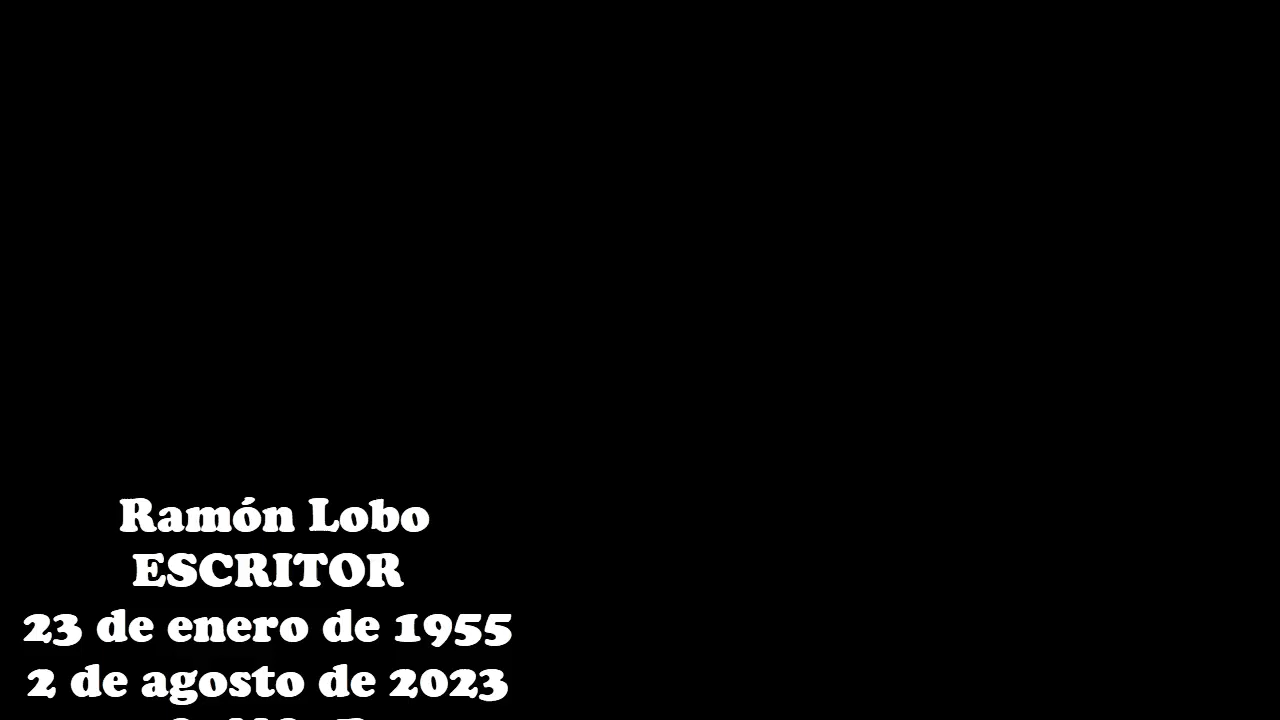 Ramón Lobo
ESCRITOR
23 de enero de 1955
2 de agosto de 2023